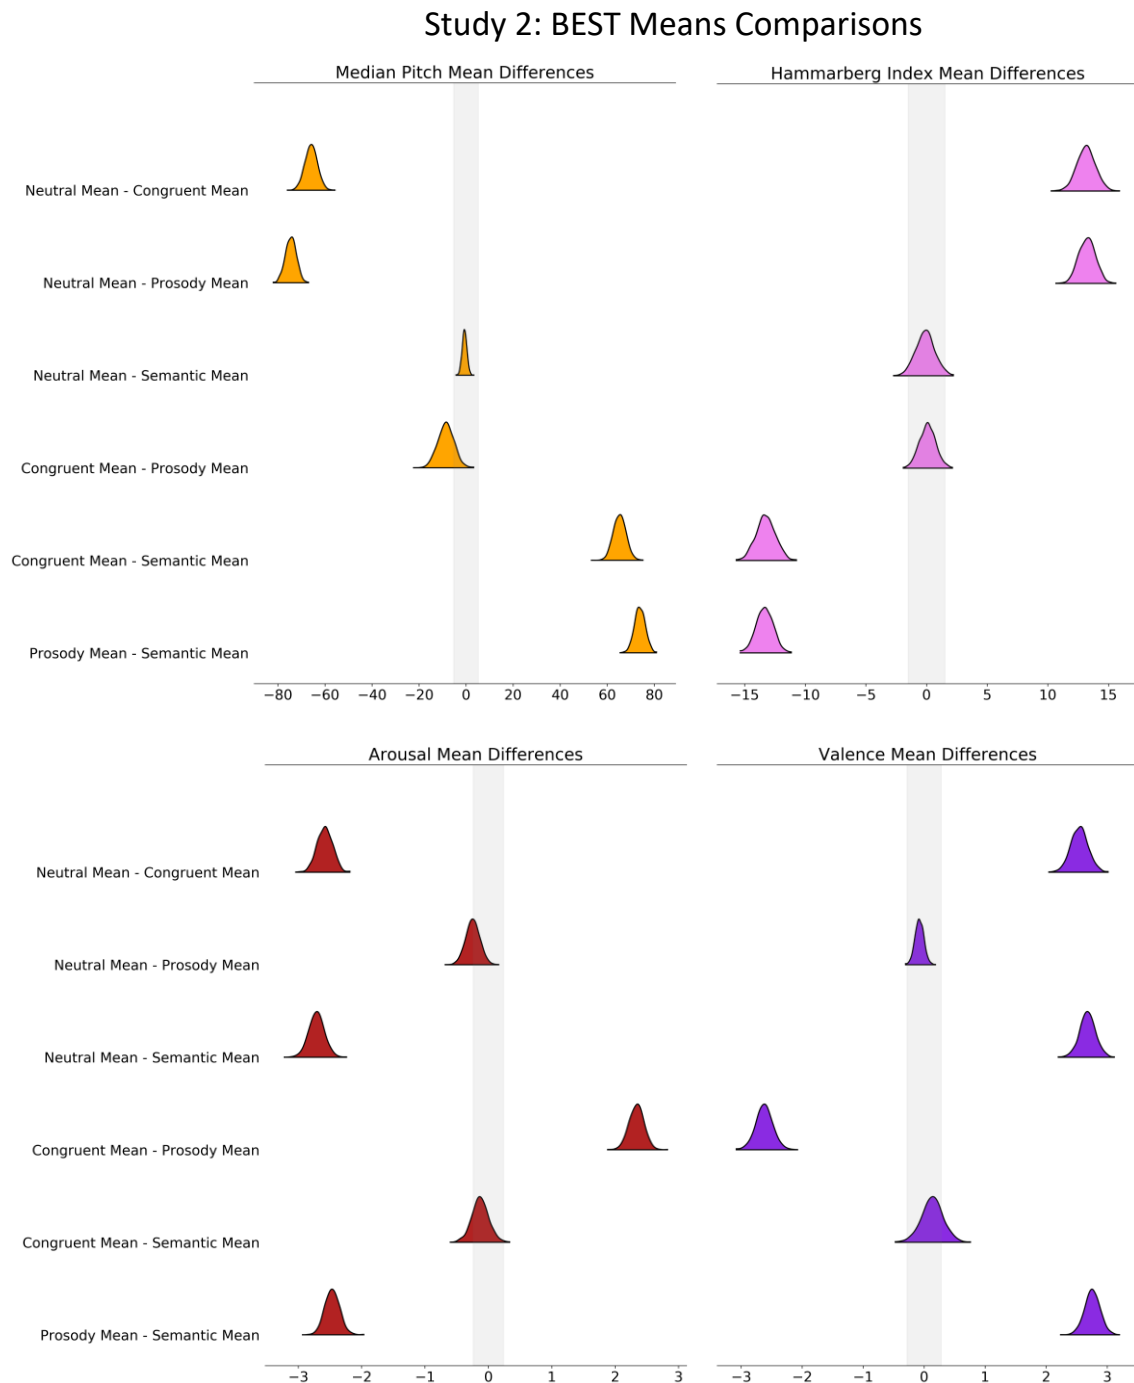 Study 2: BEST Means Comparisons
Median Pitch Mean Differences
Hammarberg Index Mean Differences
Neutral Mean - Congruent Mean
Neutral Mean - Prosody Mean
Neutral Mean - Semantic Mean
Congruent Mean - Prosody Mean
Congruent Mean - Semantic Mean
Prosody Mean - Semantic Mean
−80 −60 −40 −20 0 20 40 60 80
−15 −10 −5 0 5 10 15
Arousal Mean Differences
Valence Mean Differences
Neutral Mean - Congruent Mean
Neutral Mean - Prosody Mean
Neutral Mean - Semantic Mean
Congruent Mean - Prosody Mean
Congruent Mean - Semantic Mean
Prosody Mean - Semantic Mean
−3 −2 −1 0 1 2 3
−3 −2 −1 0 1 2 3